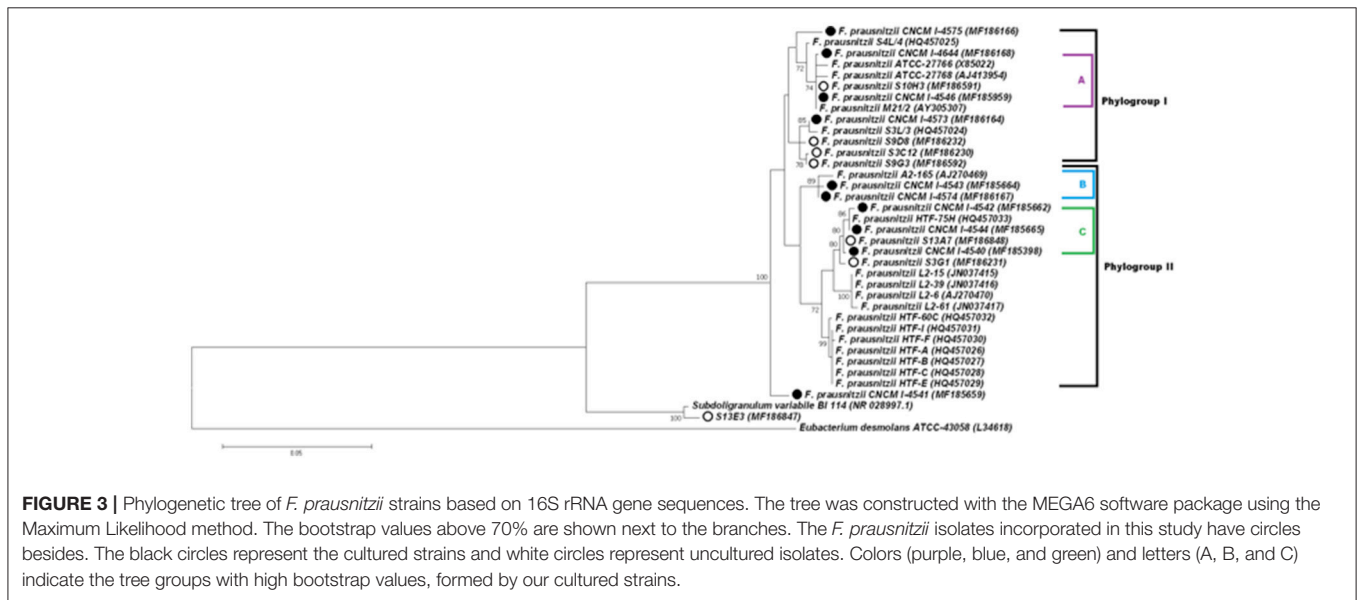 F. prausnitzii CNCM I-4575 (MF186166)
F. prausnitzii S4L/4 (HQ457025)
F. prausnitzii CNCM I-4644 (MF186168)
72
F. prausnitzii ATCC-27766 (X85022)
F. prausnitzii ATCC-27768 (AJ413954)
A
74
F. prausnitzii S10H3 (MF186591)
F. prausnitzii CNCM I-4546 (MF185959)
Phylogroup I
F. prausnitzii M21/2 (AY305307)
85
F. prausnitzii CNCM I-4573 (MF186164)
F. prausnitzii S3L/3 (HQ457024)
F. prausnitzii S9D8 (MF186232)
F. prausnitzii S3C12 (MF186230)
F. prausnitzii S9G3 (MF186592)
F. prausnitzii A2-165 (AJ270469)
89
F. prausnitzii CNCM I-4543 (MF185664)
B
F. prausnitzii CNCM I-4574 (MF186167)
F. prausnitzii CNCM I-4542 (MF185662)
86
F. prausnitzii HTF-75H (HQ457033)
80
F. prausnitzii CNCM I-4544 (MF185665)
C
F. prausnitzii S13A7 (MF186848)
80
F. prausnitzii CNCM I-4540 (MF185398)
F. prausnitzii S3G1 (MF186231)
Phylogroup II
F. prausnitzii L2-15 (JN037415)
100
F. prausnitzii L2-39 (JN037416)
F. prausnitzii L2-6 (AJ270470)
100
F. prausnitzii L2-61 (JN037417)
72
F. prausnitzii HTF-60C (HQ457032)
F. prausnitzii HTF-I (HQ457031)
F. prausnitzii HTF-F (HQ457030)
99
F. prausnitzii HTF-A (HQ457026)
F. prausnitzii HTF-B (HQ457027)
F. prausnitzii HTF-C (HQ457028)
F. prausnitzii HTF-E (HQ457029)
F. prausnitzii CNCM I-4541 (MF185659)
Subdoligranulum variabile BI 114 (NR 028997.1)
100
S13E3 (MF186847)
Eubacterium desmolans ATCC-43058 (L34618)
0.05
FIGURE 3 | Phylogenetic tree of F. prausnitzii strains based on 16S rRNA gene sequences. The tree was constructed with the MEGA6 software package using the
Maximum Likelihood method. The bootstrap values above 70% are shown next to the branches. The F. prausnitzii isolates incorporated in this study have circles
besides. The black circles represent the cultured strains and white circles represent uncultured isolates. Colors (purple, blue, and green) and letters (A, B, and C)
indicate the tree groups with high bootstrap values, formed by our cultured strains.